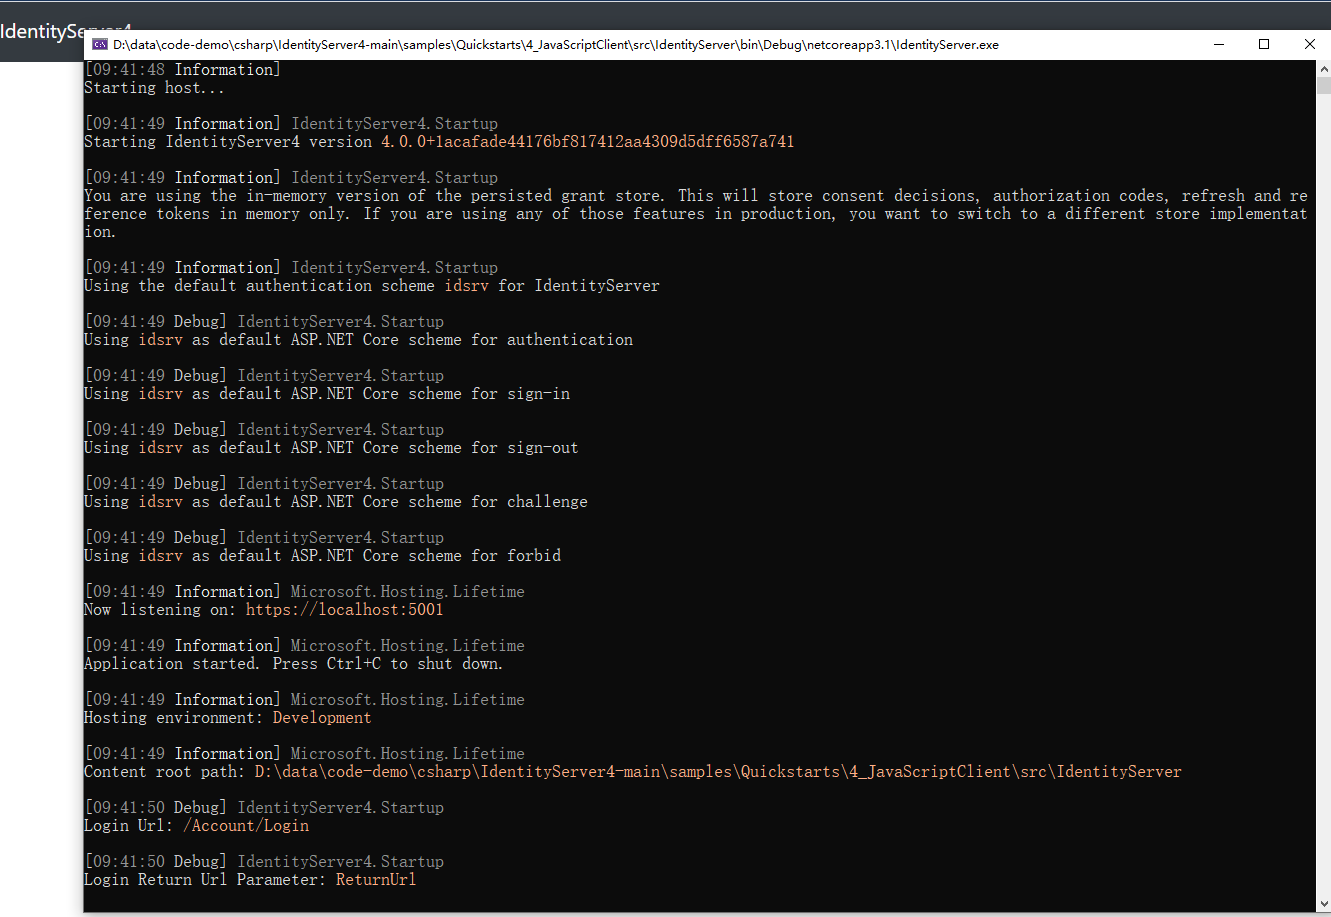 IdentityServer4
D:\data\code-demo\csharp\IdentityServer4-main\samples\Quickstarts\4_JavaScriptClient\src\IdentityServer\bin\Debug\netcoreapp3.1\IdentityServer.exe
[09:41:48 Information]
Starting host...
[09:41:49 Information] IdentityServer4.Startup
Starting IdentityServer4 version 4.0.0+1acafade44176bf817412aa4309d5dff6587a741
[09:41:49 Information] IdentityServer4.Startup
You are using the in-memory version of the persisted grant store. This will store consent decisions, authorization codes, refresh and re
ference tokens in memory only. If you are using any of those features in production, you want to switch to a different store implementat
ion.
[09:41:49 Information] IdentityServer4.Startup
Using the default authentication scheme idsrv for IdentityServer
[09:41:49 Debug] IdentityServer4.Startup
Using idsrv as default ASP.NET Core scheme for authentication
[09:41:49 Debug] IdentityServer4.Startup
Using idsrv as default ASP.NET Core scheme for sign-in
[09:41:49 Debug] IdentityServer4.Startup
Using idsrv as default ASP.NET Core scheme for sign-out
[09:41:49 Debug] IdentityServer4.Startup
Using idsrv as default ASP.NET Core scheme for challenge
[09:41:49 Debug] IdentityServer4.Startup
Using idsrv as default ASP.NET Core scheme for forbid
[09:41:49 Information] Microsoft.Hosting.Lifetime
Now listening on: https://localhost:5001
[09:41:49 Information] Microsoft.Hosting.Lifetime
Application started. Press Ctrl+C to shut down.
[09:41:49 Information] Microsoft.Hosting.Lifetime
Hosting environment: Development
[09:41:49 Information] Microsoft.Hosting.Lifetime
Content root path: D:\data\code-demo\csharp\IdentityServer4-main\samples\Quickstarts\4_JavaScriptClient\src\IdentityServer
[09:41:50 Debug] IdentityServer4.Startup
Login Url: /Account/Login
[09:41:50 Debug] IdentityServer4.Startup
Login Return Url Parameter: ReturnUrl